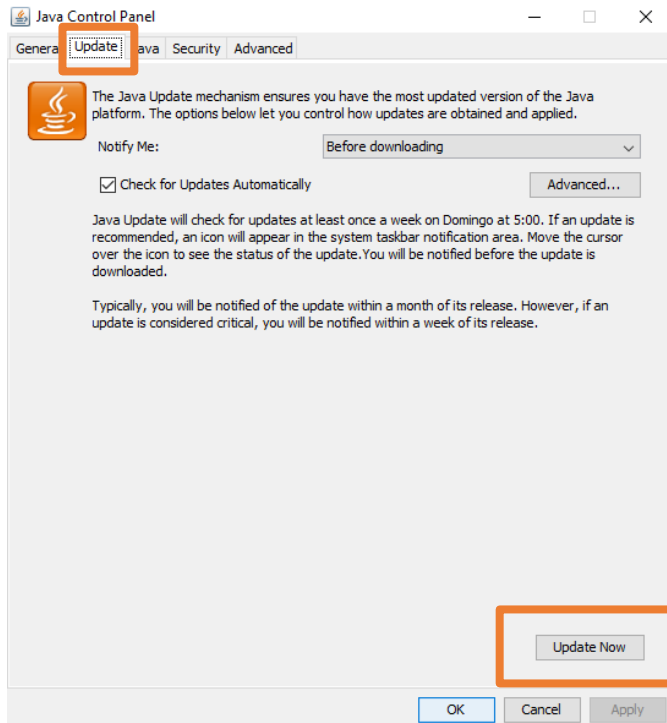 Java Control Panel
General Update Java Security Advanced
The Java Update mechanism ensures you have the most updated version of the Java
platform. The options below let you control how updates are obtained and applied.
Notify Me: Before downloading
Check for Updates Automatically Advanced...
Java Update will check for updates at least once a week on Domingo at 5:00. If an update is
recommended, an icon will appear in the system taskbar notification area. Move the cursor
over the icon to see the status of the update.You will be notified before the update is
downloaded.
Typically, you will be notified of the update within a month of its release. However, if an
update is considered critical, you will be notified within a week of its release.
Update Now
OK Cancel Apply